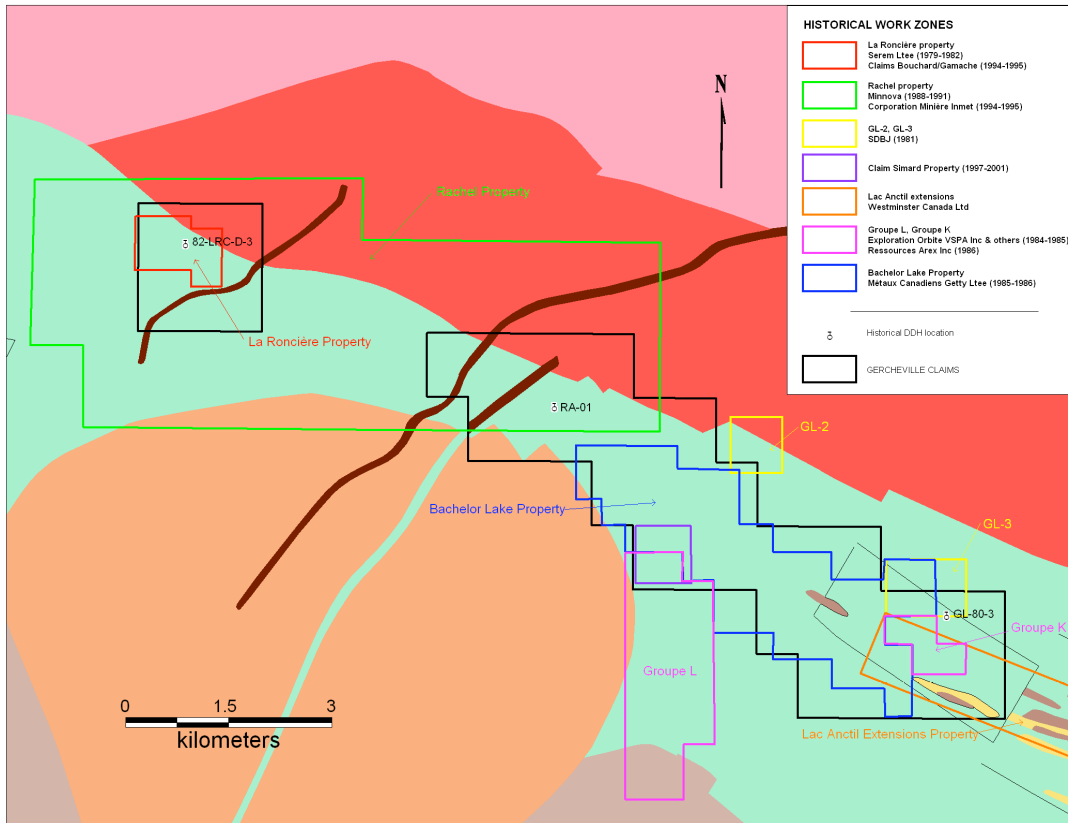 HISTORICAL WORK ZONES
La Roncière property
Serem Ltee (1979-1982)
Claims Bouchard/Gamache (1994-1995)
Rachel property
Minnova (1988-1991)
Corporation Minière Inmet (1994-1995)
GL-2, GL-3
SDBJ (1981)
Claim Simard Property (1997-2001)
Lac Anctil extensions
Westminster Canada Ltd
Groupe L, Groupe K
Exploration Orbite VSPA Inc & others (1984-1985)
Ressources Arex Inc (1986)
Bachelor Lake Property
Métaux Canadiens Getty Ltee (1985-1986)
Historical DDH location
GERCHEVILLE CLAIMS
N
Rachel Property
82-LRC-D-3
La Roncière Property
RA-01
GL-2
Bachelor Lake Property
GL-3
GL-80-3
Groupe K
Groupe L
Lac Anctil Extensions Property
0 1.5 3
kilometers